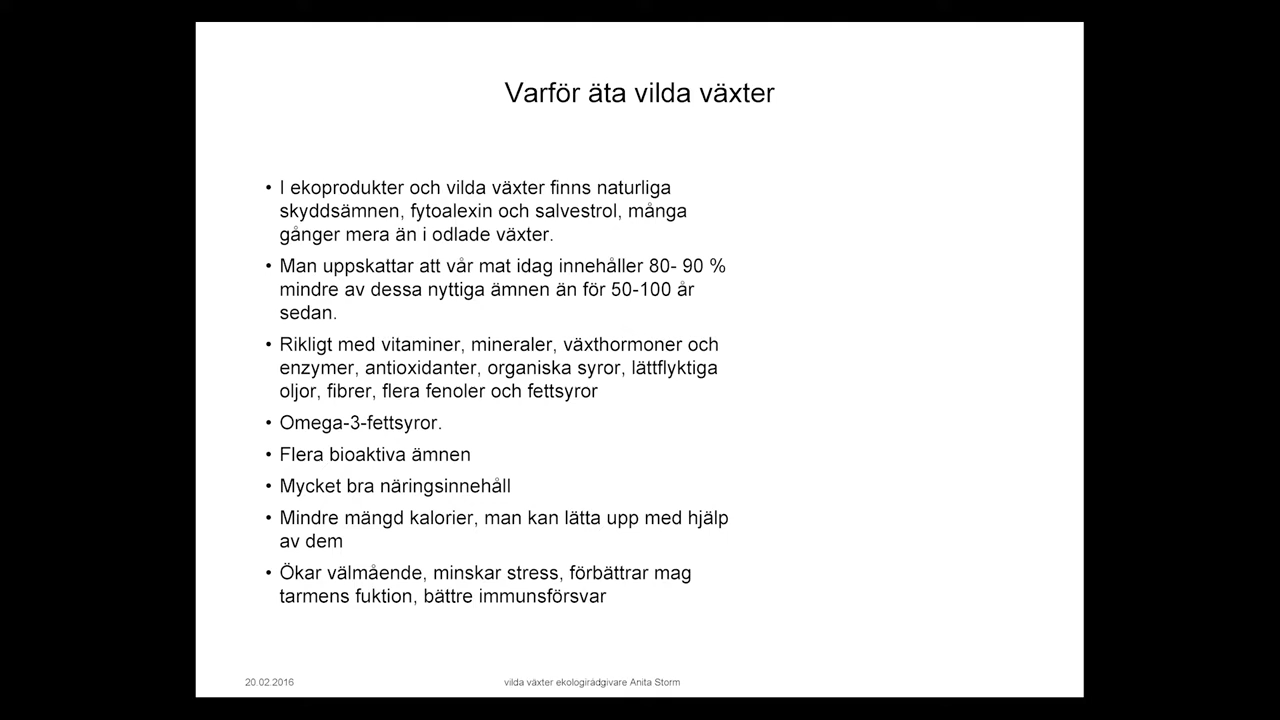 Varför äta vilda växter
• I ekoprodukter och vilda växter finns naturliga
skyddsämnen, fytoalexin och salvestrol, många
gånger mera än i odlade växter.
• Man uppskattar att vår mat idag innehåller 80- 90 %
mindre av dessa nyttiga ämnen än för 50-100 år
sedan.
• Rikligt med vitaminer, mineraler, växthormoner och
enzymer, antioxidanter, organiska syror, lättflyktiga
oljor, fibrer, flera fenoler och fettsyror
• Omega-3-fettsyror.
• Flera bioaktiva ämnen
• Mycket bra näringsinnehåll
• Mindre mängd kalorier, man kan lätta upp med hjälp
av dem
• Ökar välmående, minskar stress, förbättrar mag
tarmens fuktion, bättre immunsförsvar
20.02.2016
vilda växter ekologirådgivare Anita Storm